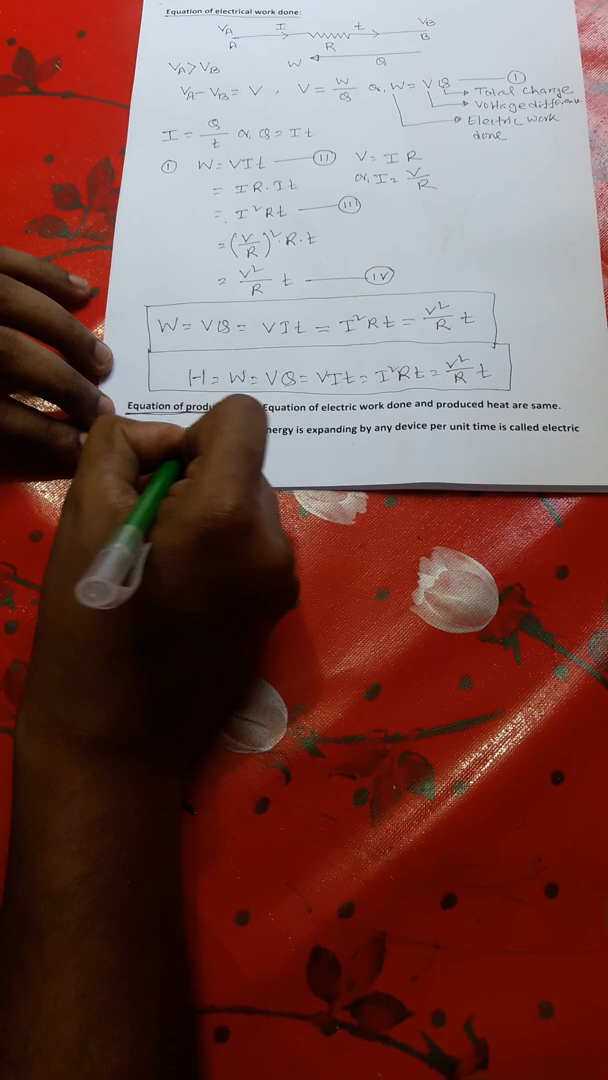 Equation of electrical work done:
VA I t VB
A R B
W Q
VA > VB
VA - VB = V , V = W/Q or, W = VQ — (I)
→ Total Charge
→ Voltage difference
→ Electric work done
I = Q/t or, Q = It
(I) W = VIt — (II) V = IR
= IR . It or, I = V/R
= I²Rt — (III)
= (V/R)² . R . t
= V²/R t — (IV)
W = VQ = VIt = I²Rt = V²/R t
H = W = VQ = VIt = I²Rt = V²/R t
Equation of Equation of electric work done and produced heat are same.
is expanding by any device per unit time is called electric